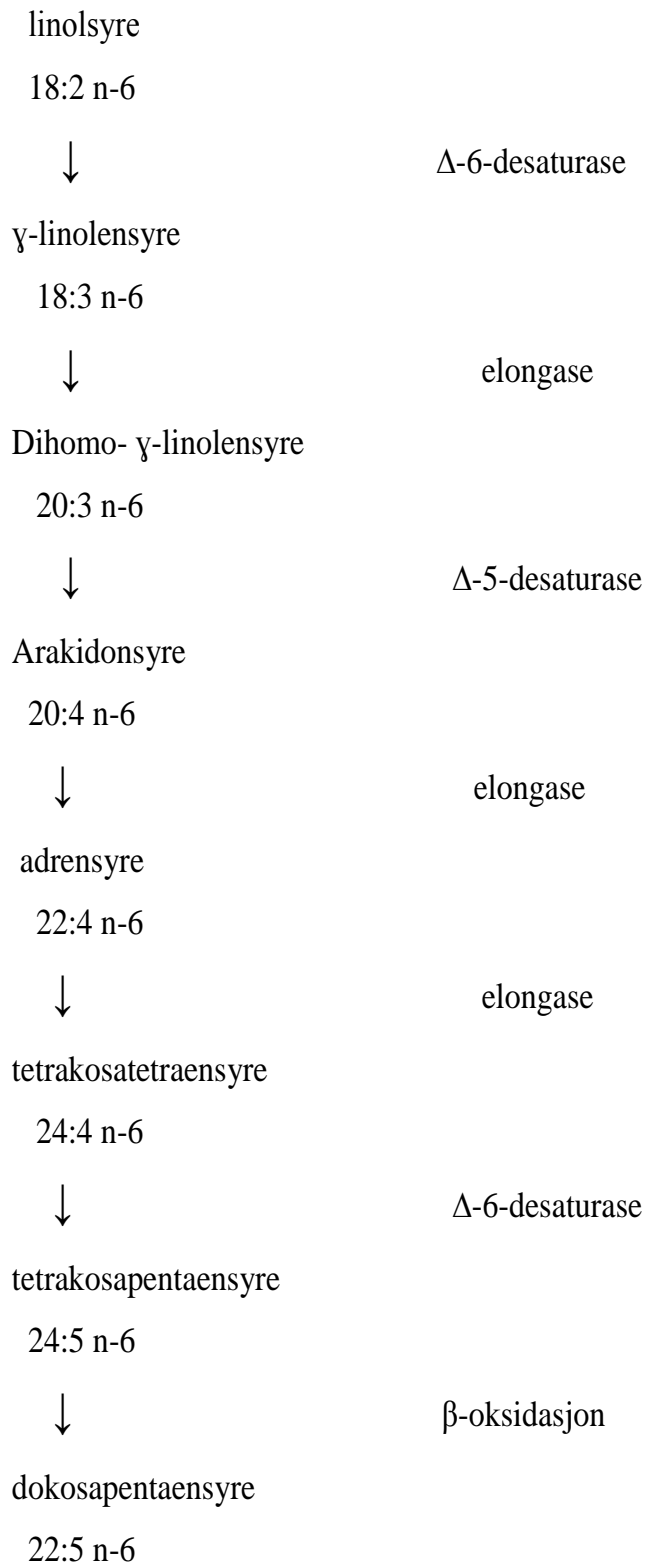 linolsyre
18:2 n-6
↓ Δ-6-desaturase
ɣ-linolensyre
18:3 n-6
↓ elongase
Dihomo- ɣ-linolensyre
20:3 n-6
↓ Δ-5-desaturase
Arakidonsyre
20:4 n-6
↓ elongase
adrensyre
22:4 n-6
↓ elongase
tetrakosatetraensyre
24:4 n-6
↓ Δ-6-desaturase
tetrakosapentaensyre
24:5 n-6
↓ β-oksidasjon
dokosapentaensyre
22:5 n-6